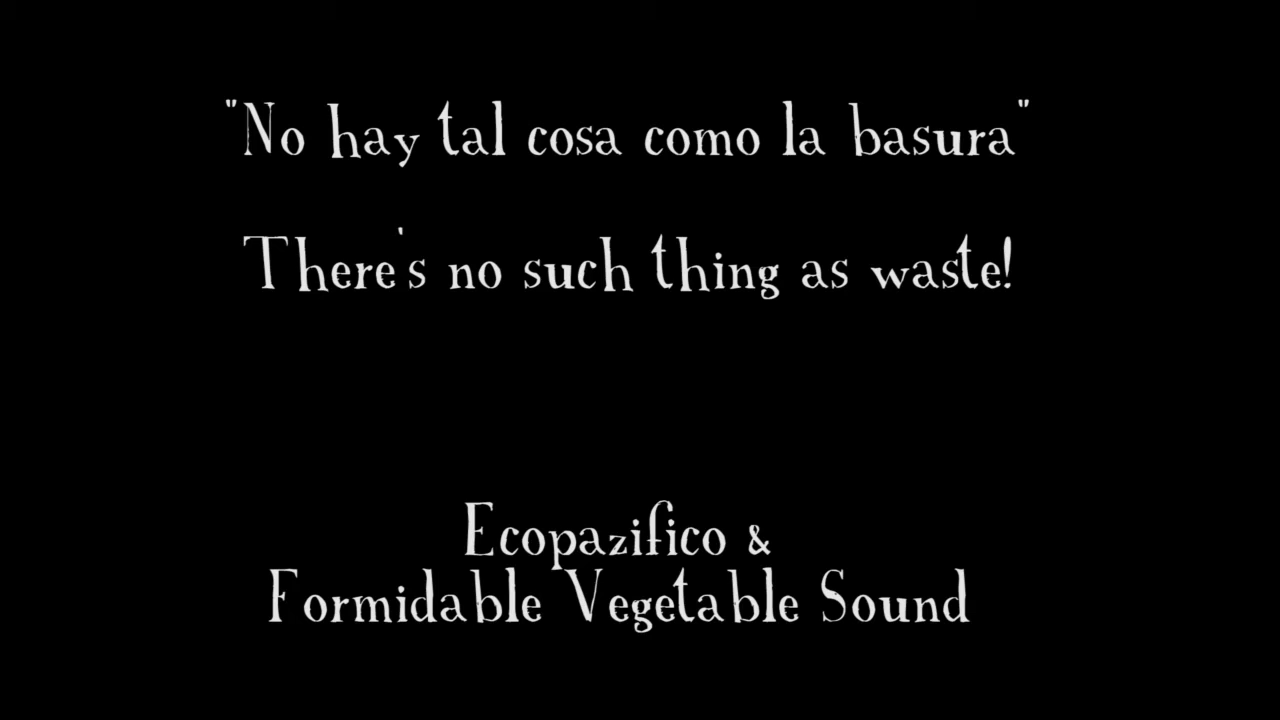 "No hay tal cosa como la basura"
There's no such thing as waste!
Ecopazifico &
Formidable Vegetable Sound